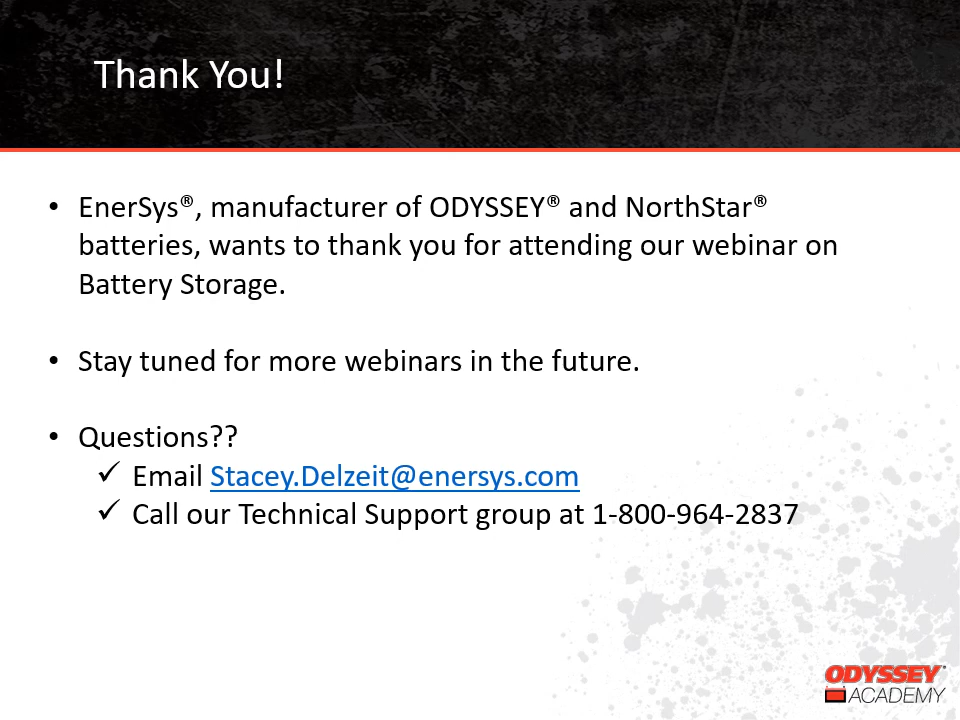 Thank You!
• EnerSys®, manufacturer of ODYSSEY® and NorthStar®
batteries, wants to thank you for attending our webinar on
Battery Storage.
• Stay tuned for more webinars in the future.
• Questions??
✓ Email Stacey.Delzeit@enersys.com
✓ Call our Technical Support group at 1-800-964-2837
ODYSSEY
ACADEMY